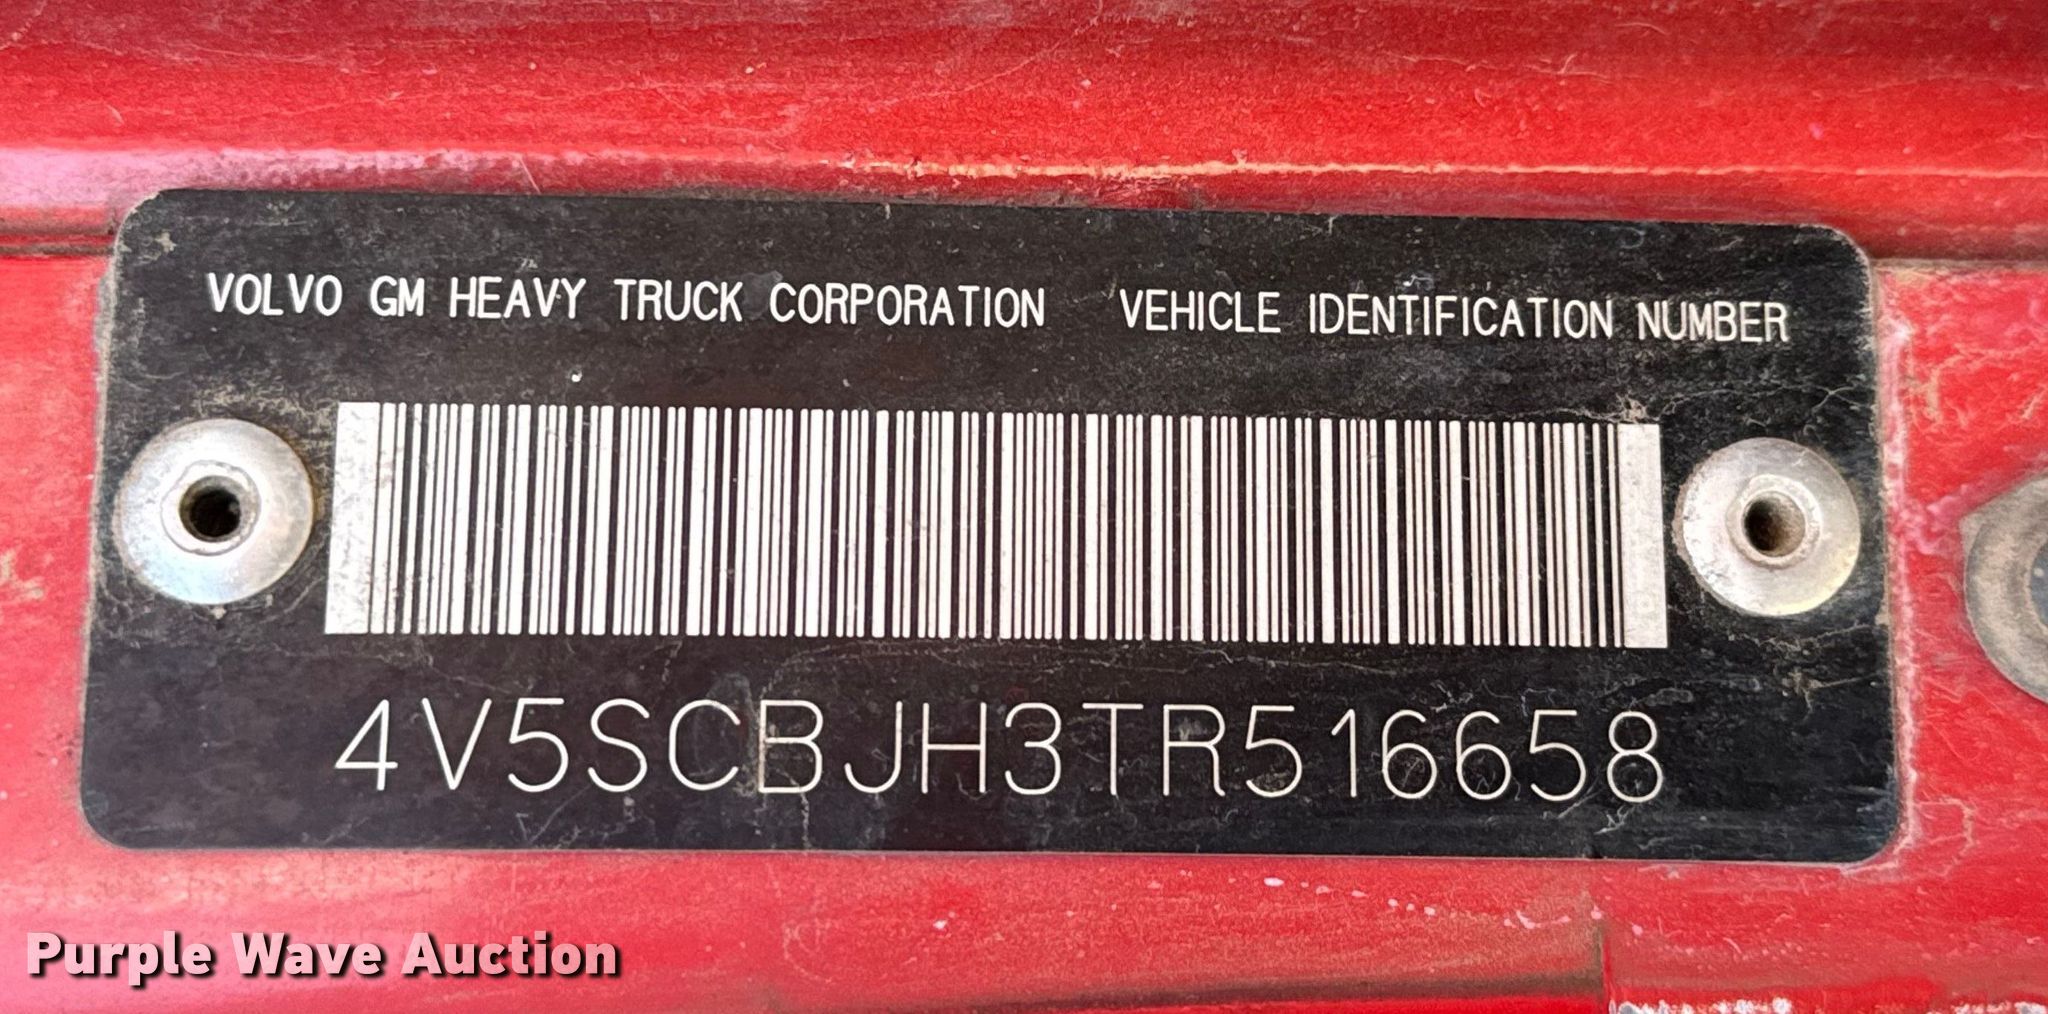 VOLVO GM HEAVY TRUCK CORPORATION VEHICLE IDENTIFICATION NUMBER
4V5SCBJH3TR516658
Purple Wave Auction